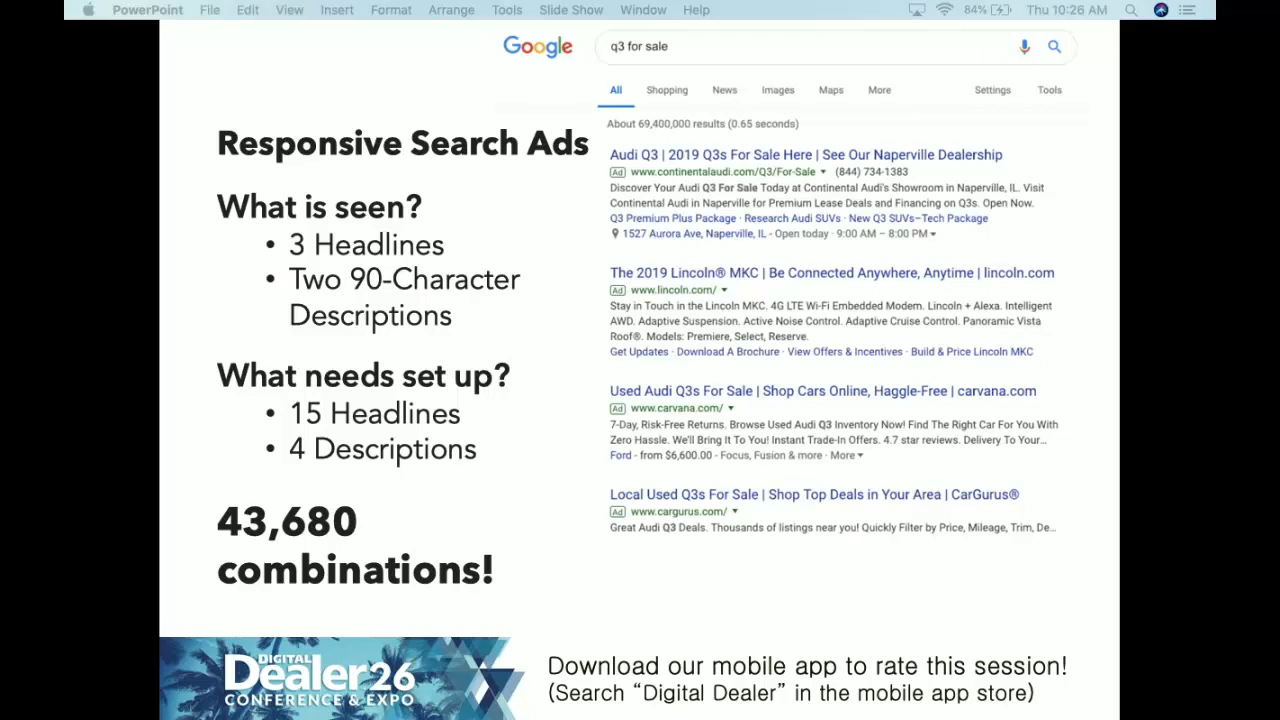 PowerPoint File Edit View Insert Format Arrange Tools Slide Show Window Help 84% Thu 10:26 AM
Google q3 for sale
All Shopping News Images Maps More Settings Tools
About 69,400,000 results (0.65 seconds)
Responsive Search Ads
What is seen?
• 3 Headlines
• Two 90-Character
Descriptions
What needs set up?
• 15 Headlines
• 4 Descriptions
43,680
combinations!
Audi Q3 | 2019 Q3s For Sale Here | See Our Naperville Dealership
Ad www.continentalaudi.com/Q3/For-Sale ▼ (844) 734-1383
Discover Your Audi Q3 For Sale Today at Continental Audi's Showroom in Naperville, IL. Visit
Continental Audi in Naperville for Premium Lease Deals and Financing on Q3s. Open Now.
Q3 Premium Plus Package · Research Audi SUVs · New Q3 SUVs–Tech Package
1527 Aurora Ave, Naperville, IL - Open today · 9:00 AM – 8:00 PM ▾
The 2019 Lincoln® MKC | Be Connected Anywhere, Anytime | lincoln.com
Ad www.lincoln.com/ ▼
Stay in Touch in the Lincoln MKC. 4G LTE Wi-Fi Embedded Modem. Lincoln + Alexa. Intelligent
AWD. Adaptive Suspension. Active Noise Control. Adaptive Cruise Control. Panoramic Vista
Roof®. Models: Premiere, Select, Reserve.
Get Updates · Download A Brochure · View Offers & Incentives · Build & Price Lincoln MKC
Used Audi Q3s For Sale | Shop Cars Online, Haggle-Free | carvana.com
Ad www.carvana.com/ ▼
7-Day, Risk-Free Returns. Browse Used Audi Q3 Inventory Now! Find The Right Car For You With
Zero Hassle. We'll Bring It To You! Instant Trade-In Offers. 4.7 star reviews. Delivery To Your...
Ford - from $6,600.00 - Focus, Fusion & more · More ▾
Local Used Q3s For Sale | Shop Top Deals in Your Area | CarGurus®
Ad www.cargurus.com/ ▼
Great Audi Q3 Deals. Thousands of listings near you! Quickly Filter by Price, Mileage, Trim, De...
DIGITAL
Dealer 26
CONFERENCE & EXPO
Download our mobile app to rate this session!
(Search “Digital Dealer” in the mobile app store)